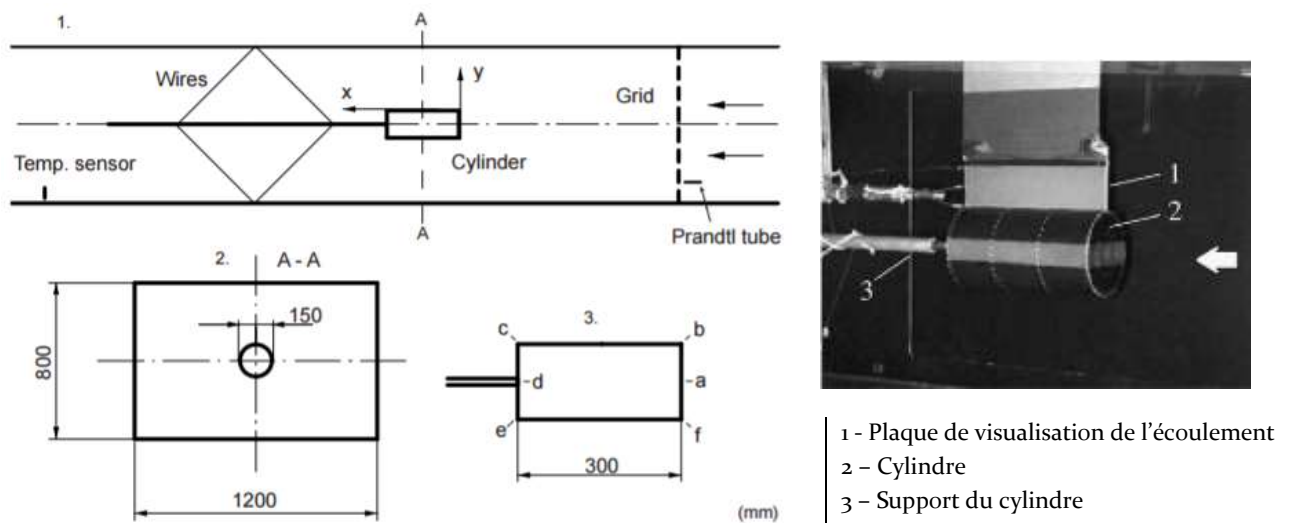 1.
A
Wires
y
x
Grid
Temp. sensor
Cylinder
A
Prandtl tube
2.
A - A
150
800
1200
3.
c
b
d
a
e
f
300
(mm)
1
2
3
1 - Plaque de visualisation de l'écoulement
2 – Cylindre
3 – Support du cylindre